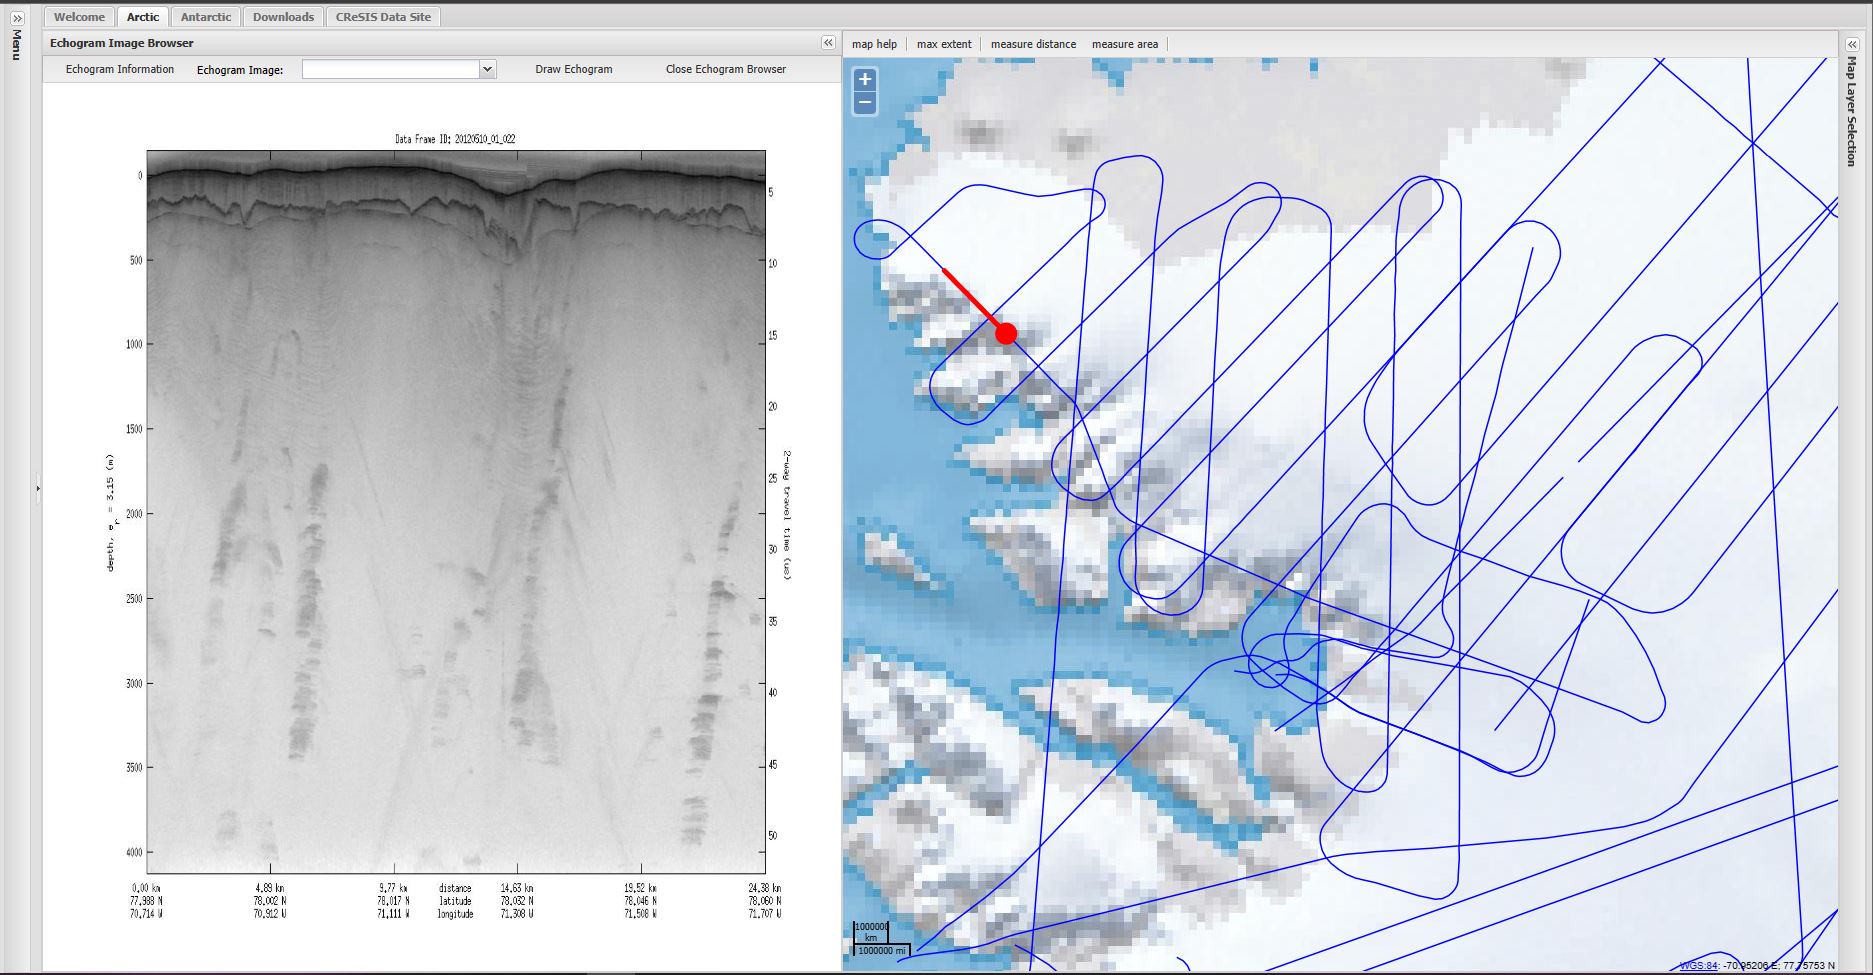 Welcome
Arctic
Antarctic
Downloads
CReSIS Data Site
Menu
Echogram Image Browser
Echogram Information
Echogram Image:
Draw Echogram
Close Echogram Browser
map help
max extent
measure distance
measure area
Map Layer Selection
+
−
Data Frame ID: 20120510_01_022
0
500
1000
1500
2000
2500
3000
3500
4000
depth, e_r = 3.15 (m)
5
10
15
20
25
30
35
40
45
50
2-way travel time (us)
0.00 km 4.89 km 9.77 km distance 14.63 km 19.52 km 24.38 km
77.988 N 78.002 N 78.017 N latitude 78.032 N 78.046 N 78.060 N
70.714 W 70.912 W 71.111 W longitude 71.308 W 71.508 W 71.707 W
1000000
km
1000000 mi
WGS:84: -70.95206 E; 77.75753 N